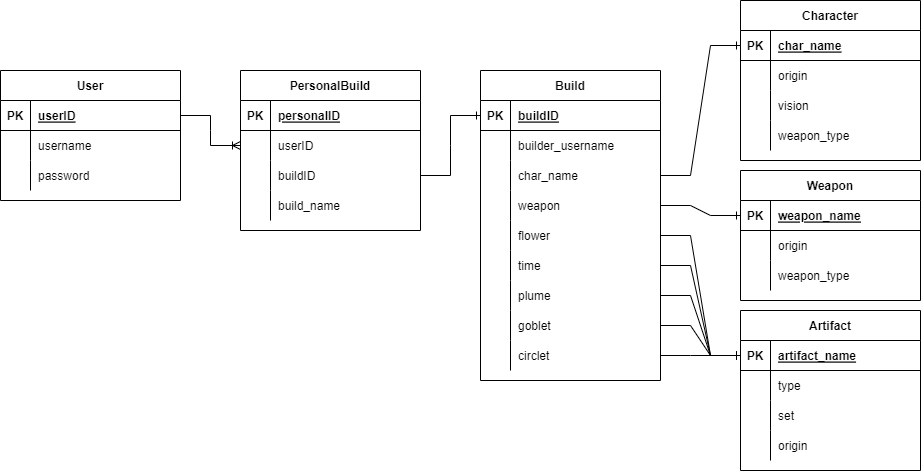 User
PK userID
username
password
PersonalBuild
PK personalID
userID
buildID
build_name
Build
PK buildID
builder_username
char_name
weapon
flower
time
plume
goblet
circlet
Character
PK char_name
origin
vision
weapon_type
Weapon
PK weapon_name
origin
weapon_type
Artifact
PK artifact_name
type
set
origin